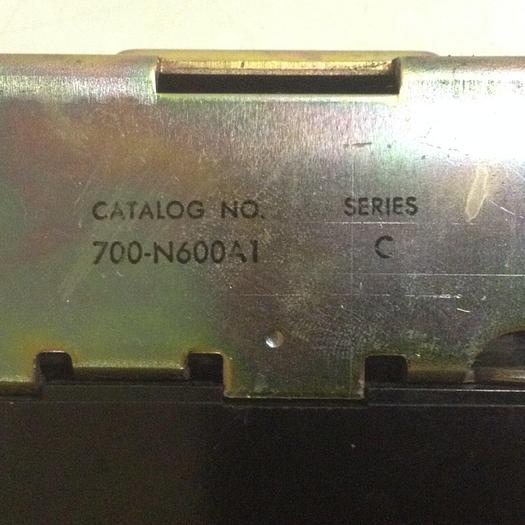 CATALOG NO. SERIES
700-N600A1 C